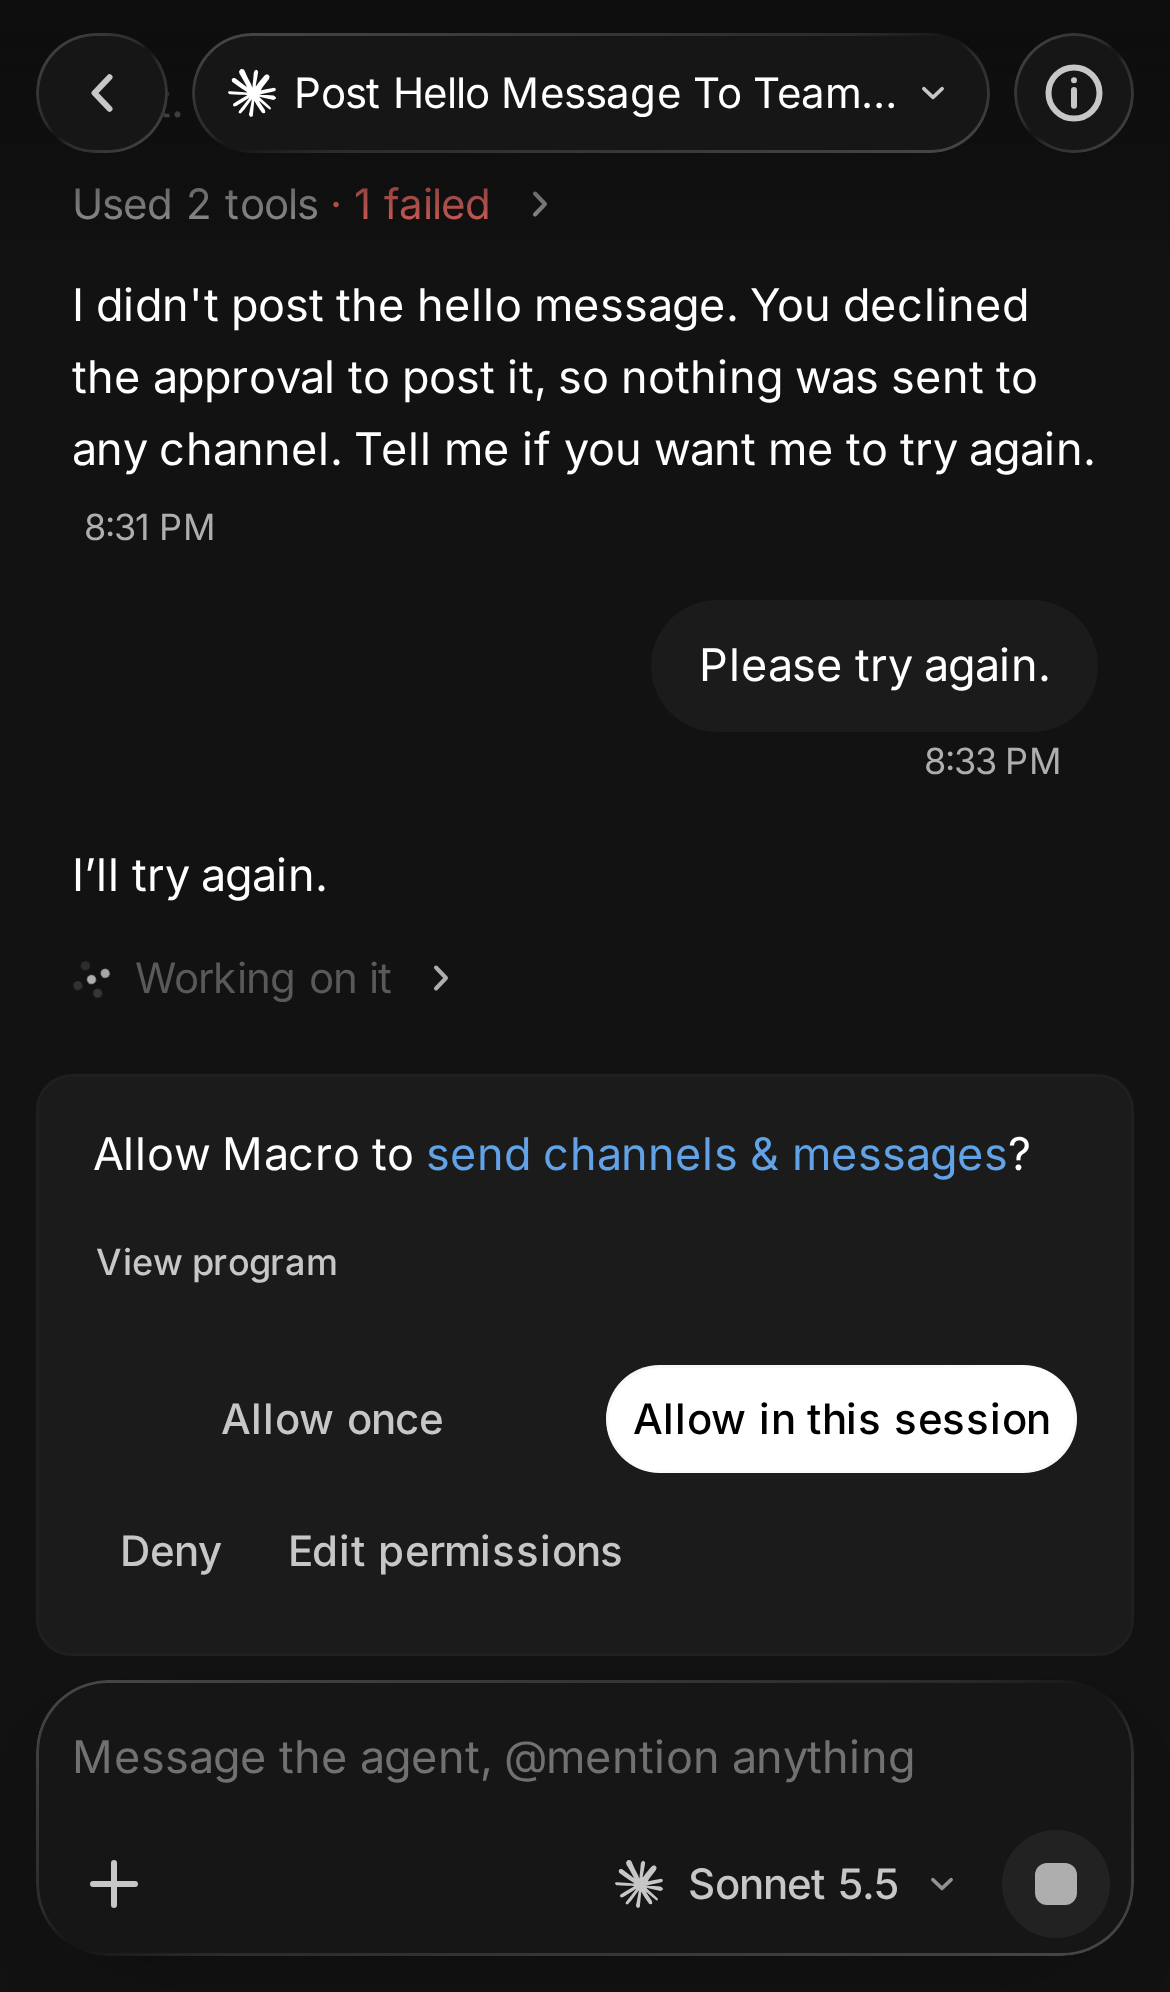 Post Hello Message To Team...
Used 2 tools · 1 failed
I didn't post the hello message. You declined
the approval to post it, so nothing was sent to
any channel. Tell me if you want me to try again.
8:31 PM
Please try again.
8:33 PM
I’ll try again.
Working on it
Allow Macro to send channels & messages?
View program
Allow once
Allow in this session
Deny
Edit permissions
Message the agent, @mention anything
Sonnet 5.5